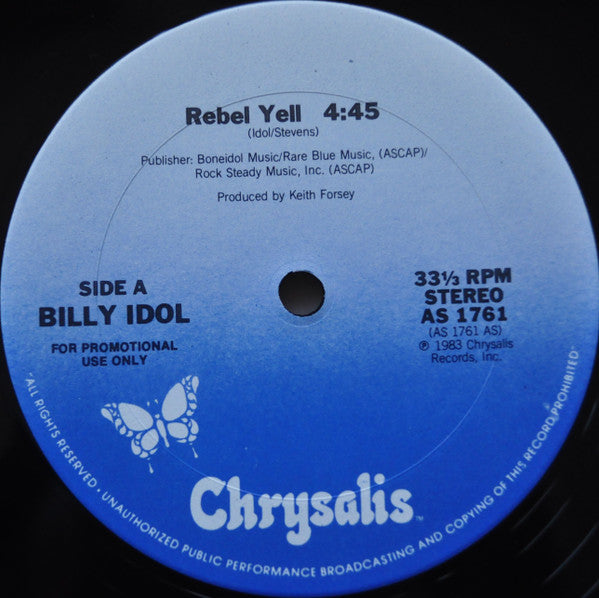 Rebel Yell 4:45
(Idol/Stevens)
Publisher: Boneidol Music/Rare Blue Music, (ASCAP)/
Rock Steady Music, Inc. (ASCAP)
Produced by Keith Forsey
SIDE A
BILLY IDOL
FOR PROMOTIONAL
USE ONLY
33⅓ RPM
STEREO
AS 1761
(AS 1761 AS)
℗ 1983 Chrysalis
Records, Inc.
Chrysalis™
"ALL RIGHTS RESERVED • UNAUTHORIZED PUBLIC PERFORMANCE BROADCASTING AND COPYING OF THIS RECORD PROHIBITED"